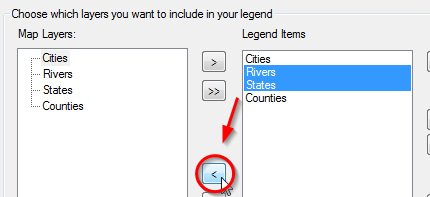 Choose which layers you want to include in your legend
Map Layers:
Legend Items
Cities
Rivers
States
Counties
>
>>
<
Cities
Rivers
States
Counties